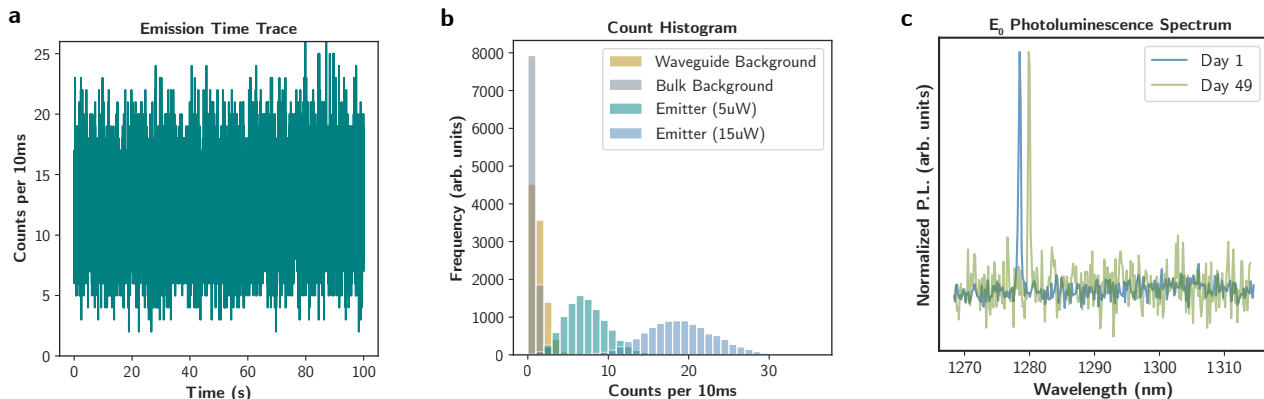 a
Emission Time Trace
Counts per 10ms
25
20
15
10
5
0
0 20 40 60 80 100
Time (s)
b
Count Histogram
Frequency (arb. units)
8000
7000
6000
5000
4000
3000
2000
1000
0
Waveguide Background
Bulk Background
Emitter (5uW)
Emitter (15uW)
0 10 20 30
Counts per 10ms
c
E₀ Photoluminescence Spectrum
Normalized P.L. (arb. units)
Day 1
Day 49
1270 1280 1290 1300 1310
Wavelength (nm)